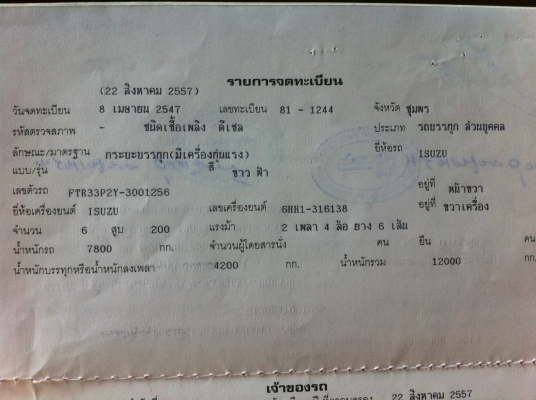 รายการจดทะเบียน
(22 สิงหาคม 2557)
วันจดทะเบียน 8 เมษายน 2547 เลขทะเบียน 81 - 1244 จังหวัด ชุมพร
รหัสตรวจสภาพ - ชนิดเชื้อเพลิง ดีเซล ประเภท รถบรรทุก ส่วนบุคคล
ลักษณะ/มาตรฐาน กระบะบรรทุก(มีเครื่องทุ่นแรง) ยี่ห้อรถ ISUZU
แบบ/รุ่น สี ขาว ฟ้า
เลขตัวรถ FTR33P2Y-3001256 อยู่ที่ หน้าขวา
ยี่ห้อเครื่องยนต์ ISUZU เลขเครื่องยนต์ 6HH1-316138 อยู่ที่ ขวาเครื่อง
จำนวน 6 สูบ 200 แรงม้า 2 เพลา 4 ล้อ ยาง 6 เส้น
น้ำหนักรถ 7800 กก. จำนวนผู้โดยสารนั่ง คน ยืน คน
น้ำหนักบรรทุกหรือน้ำหนักลงเพลา 4200 กก. น้ำหนักรวม 12000 กก.
เจ้าของรถ
22 สิงหาคม 2557